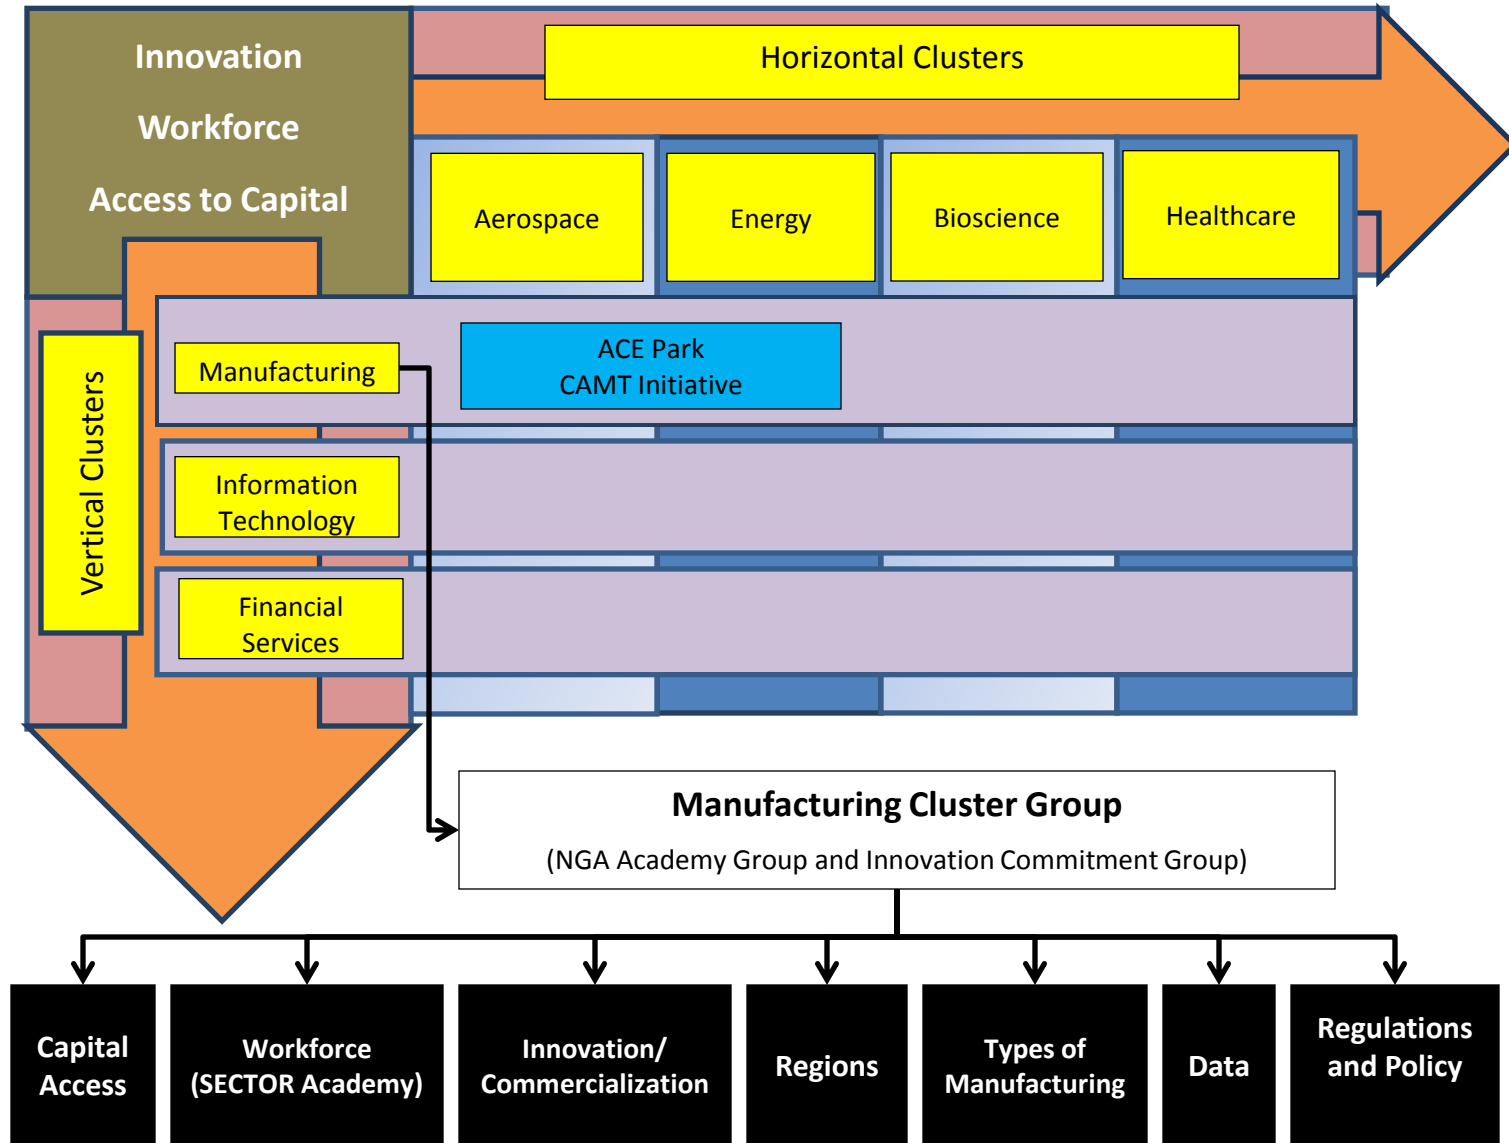 Innovation
Workforce
Access to Capital
Horizontal Clusters
Aerospace
Energy
Bioscience
Healthcare
Vertical Clusters
Manufacturing
ACE Park
CAMT Initiative
Information
Technology
Financial
Services
Manufacturing Cluster Group
(NGA Academy Group and Innovation Commitment Group)
Capital
Access
Workforce
(SECTOR Academy)
Innovation/
Commercialization
Regions
Types of
Manufacturing
Data
Regulations
and Policy